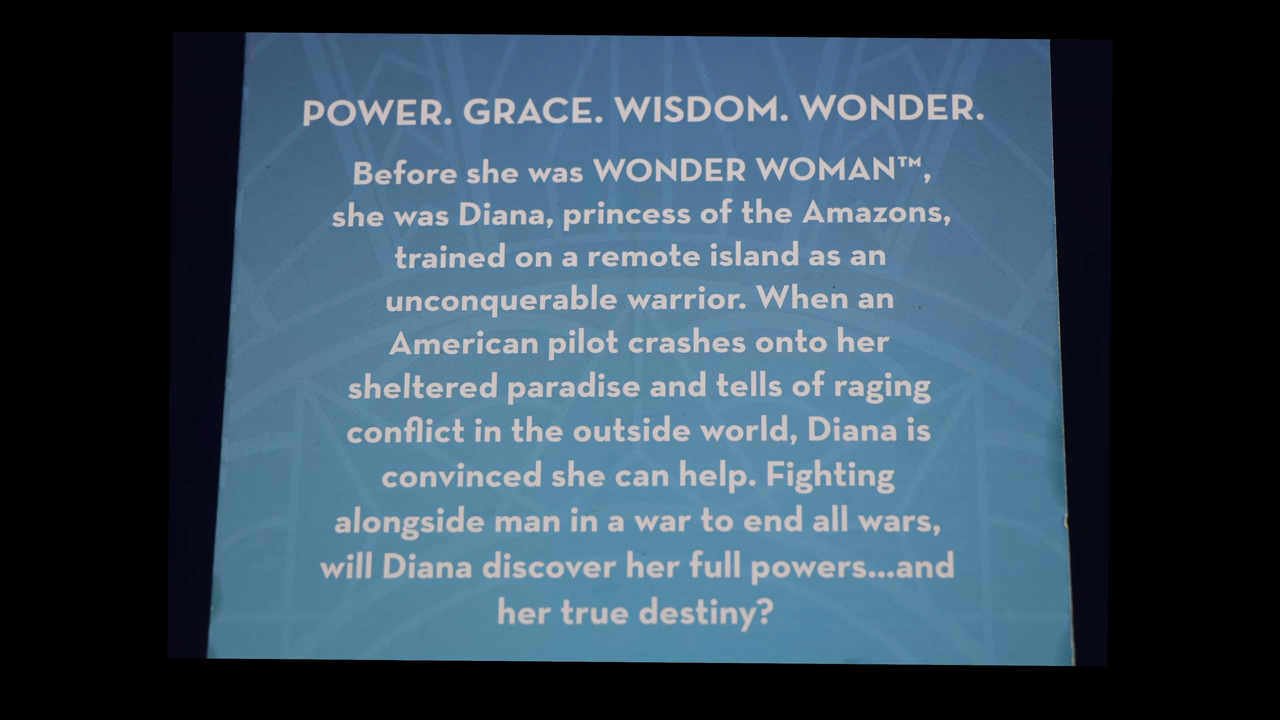 POWER. GRACE. WISDOM. WONDER.
Before she was WONDER WOMAN™,
she was Diana, princess of the Amazons,
trained on a remote island as an
unconquerable warrior. When an
American pilot crashes onto her
sheltered paradise and tells of raging
conflict in the outside world, Diana is
convinced she can help. Fighting
alongside man in a war to end all wars,
will Diana discover her full powers...and
her true destiny?